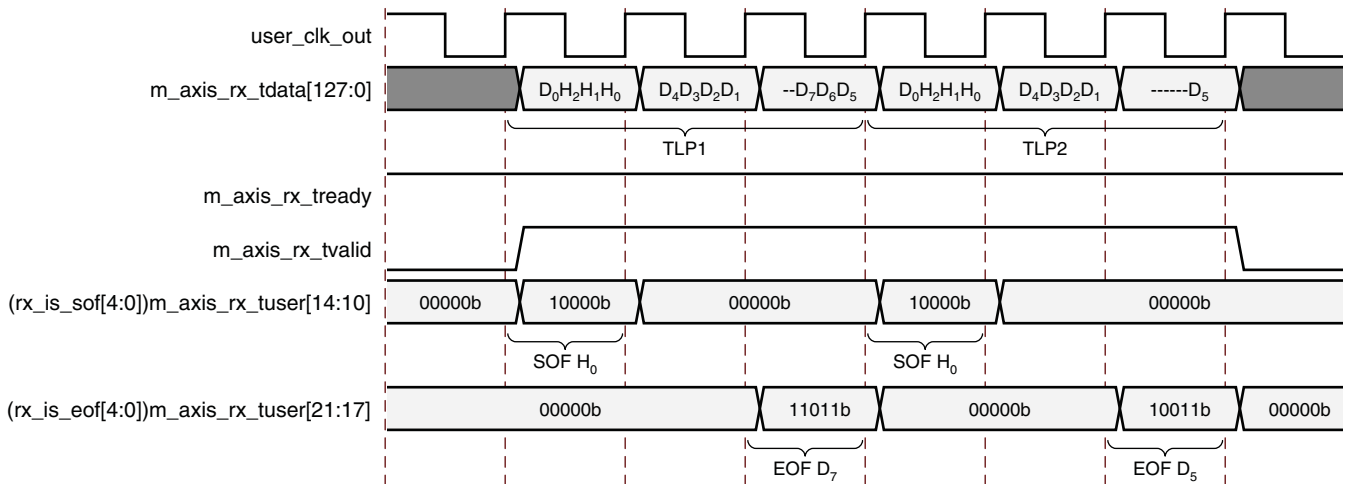 user_clk_out
m_axis_rx_tdata[127:0] D₀H₂H₁H₀ D₄D₃D₂D₁ --D₇D₆D₅ D₀H₂H₁H₀ D₄D₃D₂D₁ ------D₅
TLP1 TLP2
m_axis_rx_tready
m_axis_rx_tvalid
(rx_is_sof[4:0])m_axis_rx_tuser[14:10] 00000b 10000b 00000b 10000b 00000b
SOF H₀ SOF H₀
(rx_is_eof[4:0])m_axis_rx_tuser[21:17] 00000b 11011b 00000b 10011b 00000b
EOF D₇ EOF D₅